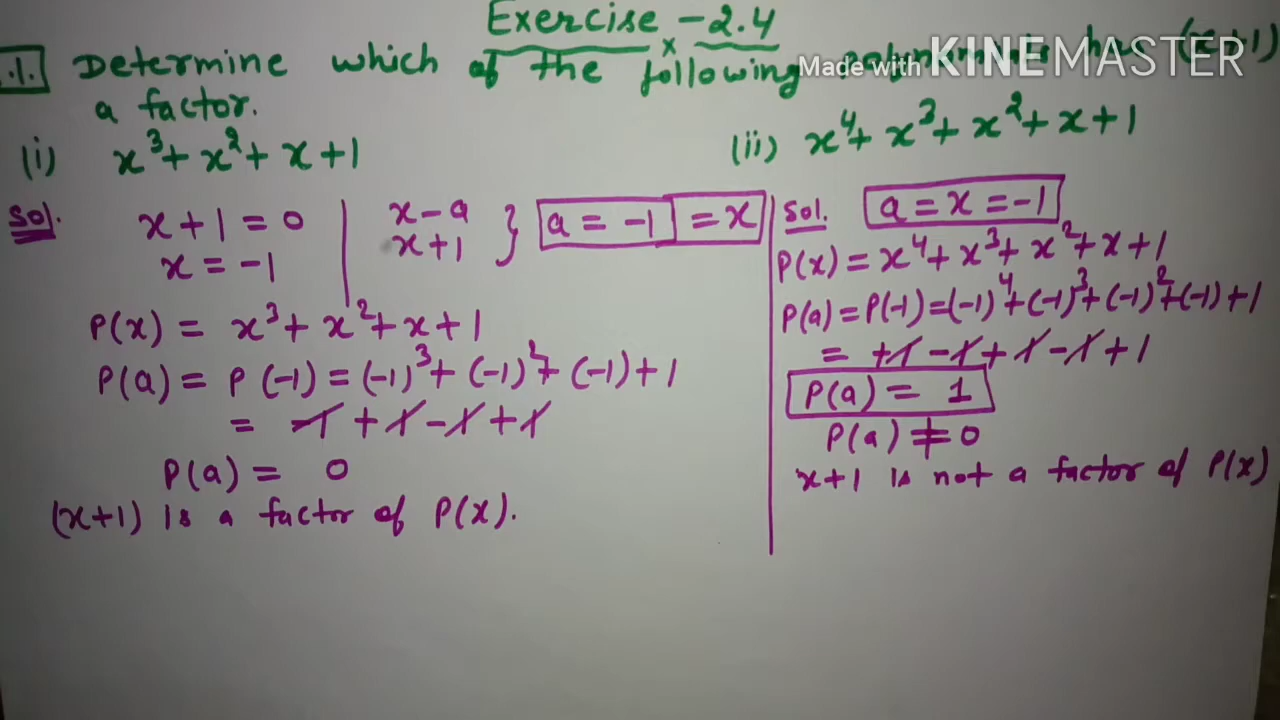 Exercise - 2.4
.1. Determine which of the following (x+1)
a factor.
Made with KINEMASTER
(i) x³ + x² + x + 1
(ii) x⁴ + x³ + x² + x + 1
Sol.
x + 1 = 0
x = -1
x - a
x + 1 } a = -1 = x
P(x) = x³ + x² + x + 1
P(a) = P(-1) = (-1)³ + (-1)² + (-1) + 1
= -1 + 1 - 1 + 1
P(a) = 0
(x+1) is a factor of P(x).
Sol. a = x = -1
P(x) = x⁴ + x³ + x² + x + 1
P(a) = P(-1) = (-1)⁴ + (-1)³ + (-1)² + (-1) + 1
= +1 - 1 + 1 - 1 + 1
P(a) = 1
P(a) ≠ 0
x+1 is not a factor of P(x)